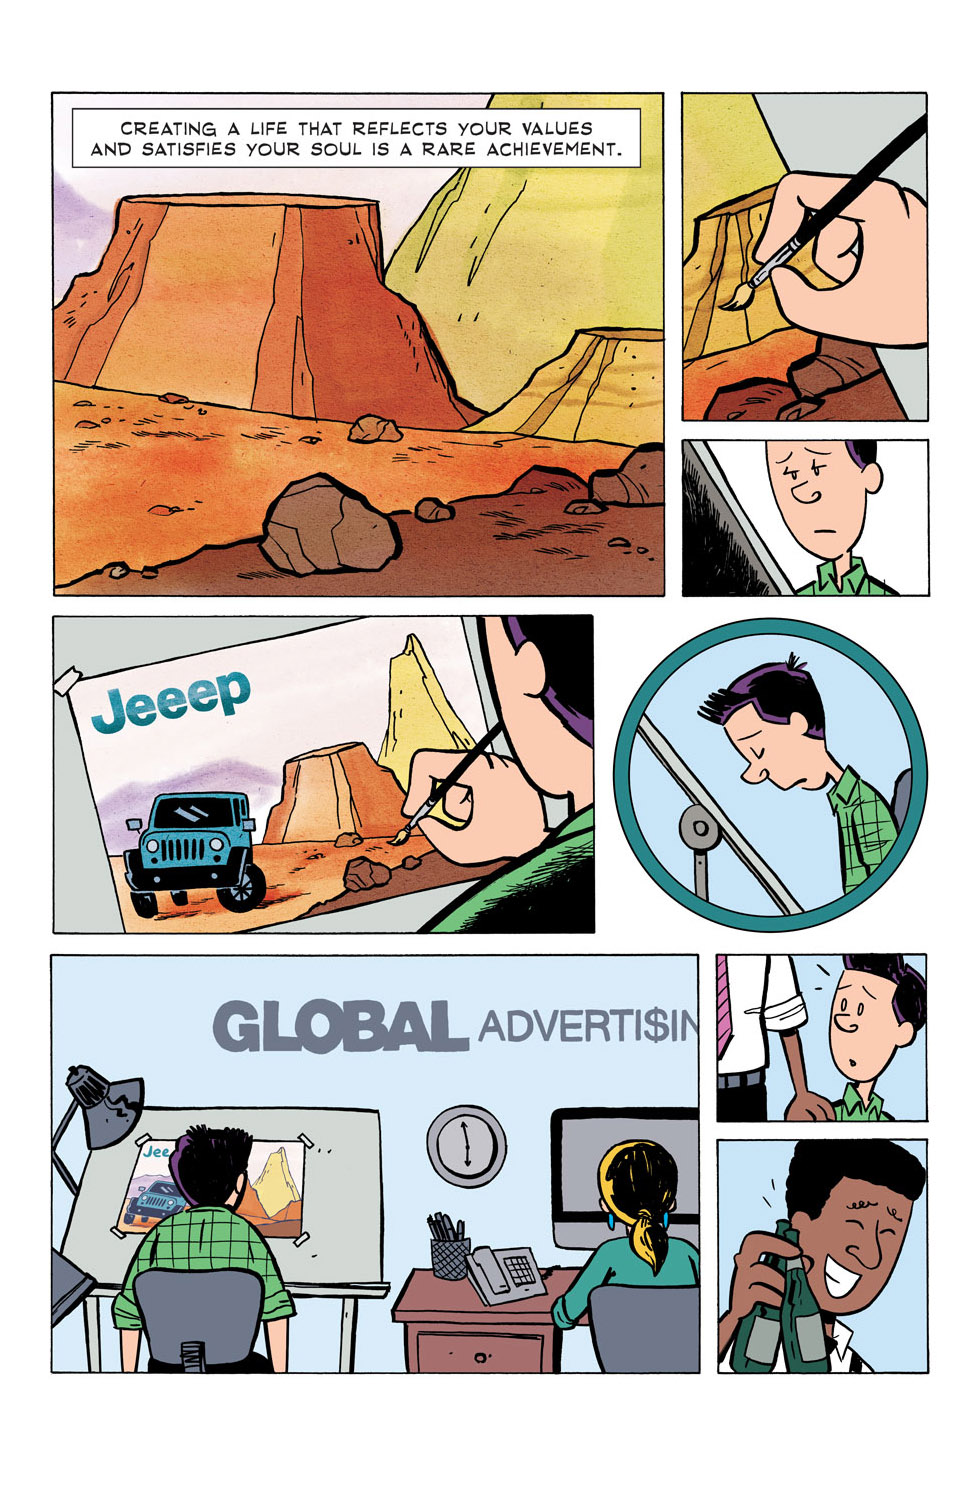 CREATING A LIFE THAT REFLECTS YOUR VALUES
AND SATISFIES YOUR SOUL IS A RARE ACHIEVEMENT.
Jeeep
GLOBAL ADVERTI$IN
Jee